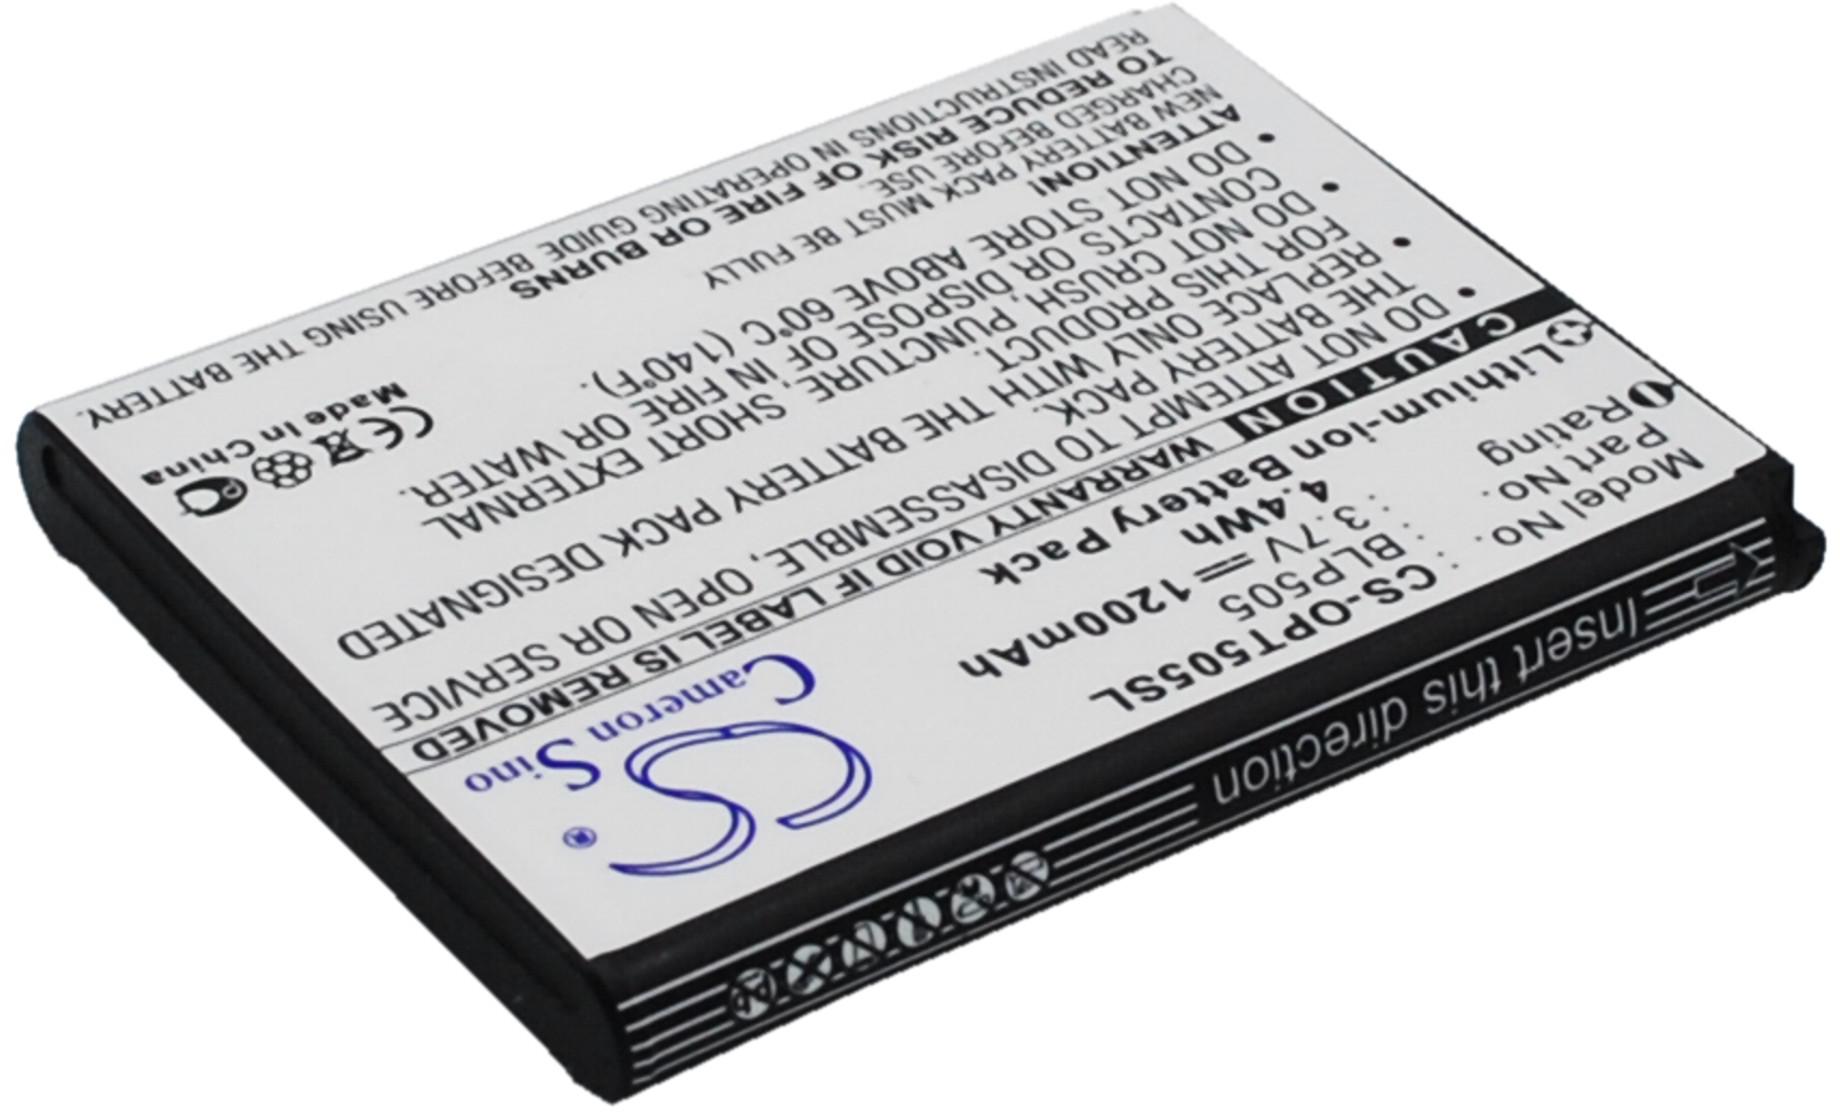 Model No. : CS-OPT505SL
Part No. : BLP505
Rating : 3.7V 1200mAh
4.4Wh
Lithium-ion Battery Pack
Cameron Sino
®
CAUTION WARRANTY VOID IF LABEL IS REMOVED
• DO NOT ATTEMPT TO DISASSEMBLE, OPEN OR SERVICE
THE BATTERY PACK.
• REPLACE ONLY WITH THE BATTERY PACK DESIGNATED
FOR THIS PRODUCT.
• DO NOT CRUSH, PUNCTURE, SHORT EXTERNAL
CONTACTS OR DISPOSE OF IN FIRE OR WATER.
• DO NOT STORE ABOVE 60°C (140°F).
ATTENTION!
NEW BATTERY PACK MUST BE FULLY
CHARGED BEFORE USE.
TO REDUCE RISK OF FIRE OR BURNS
READ INSTRUCTIONS IN OPERATING GUIDE BEFORE USING THE BATTERY.
CE
Made in China
Insert this direction